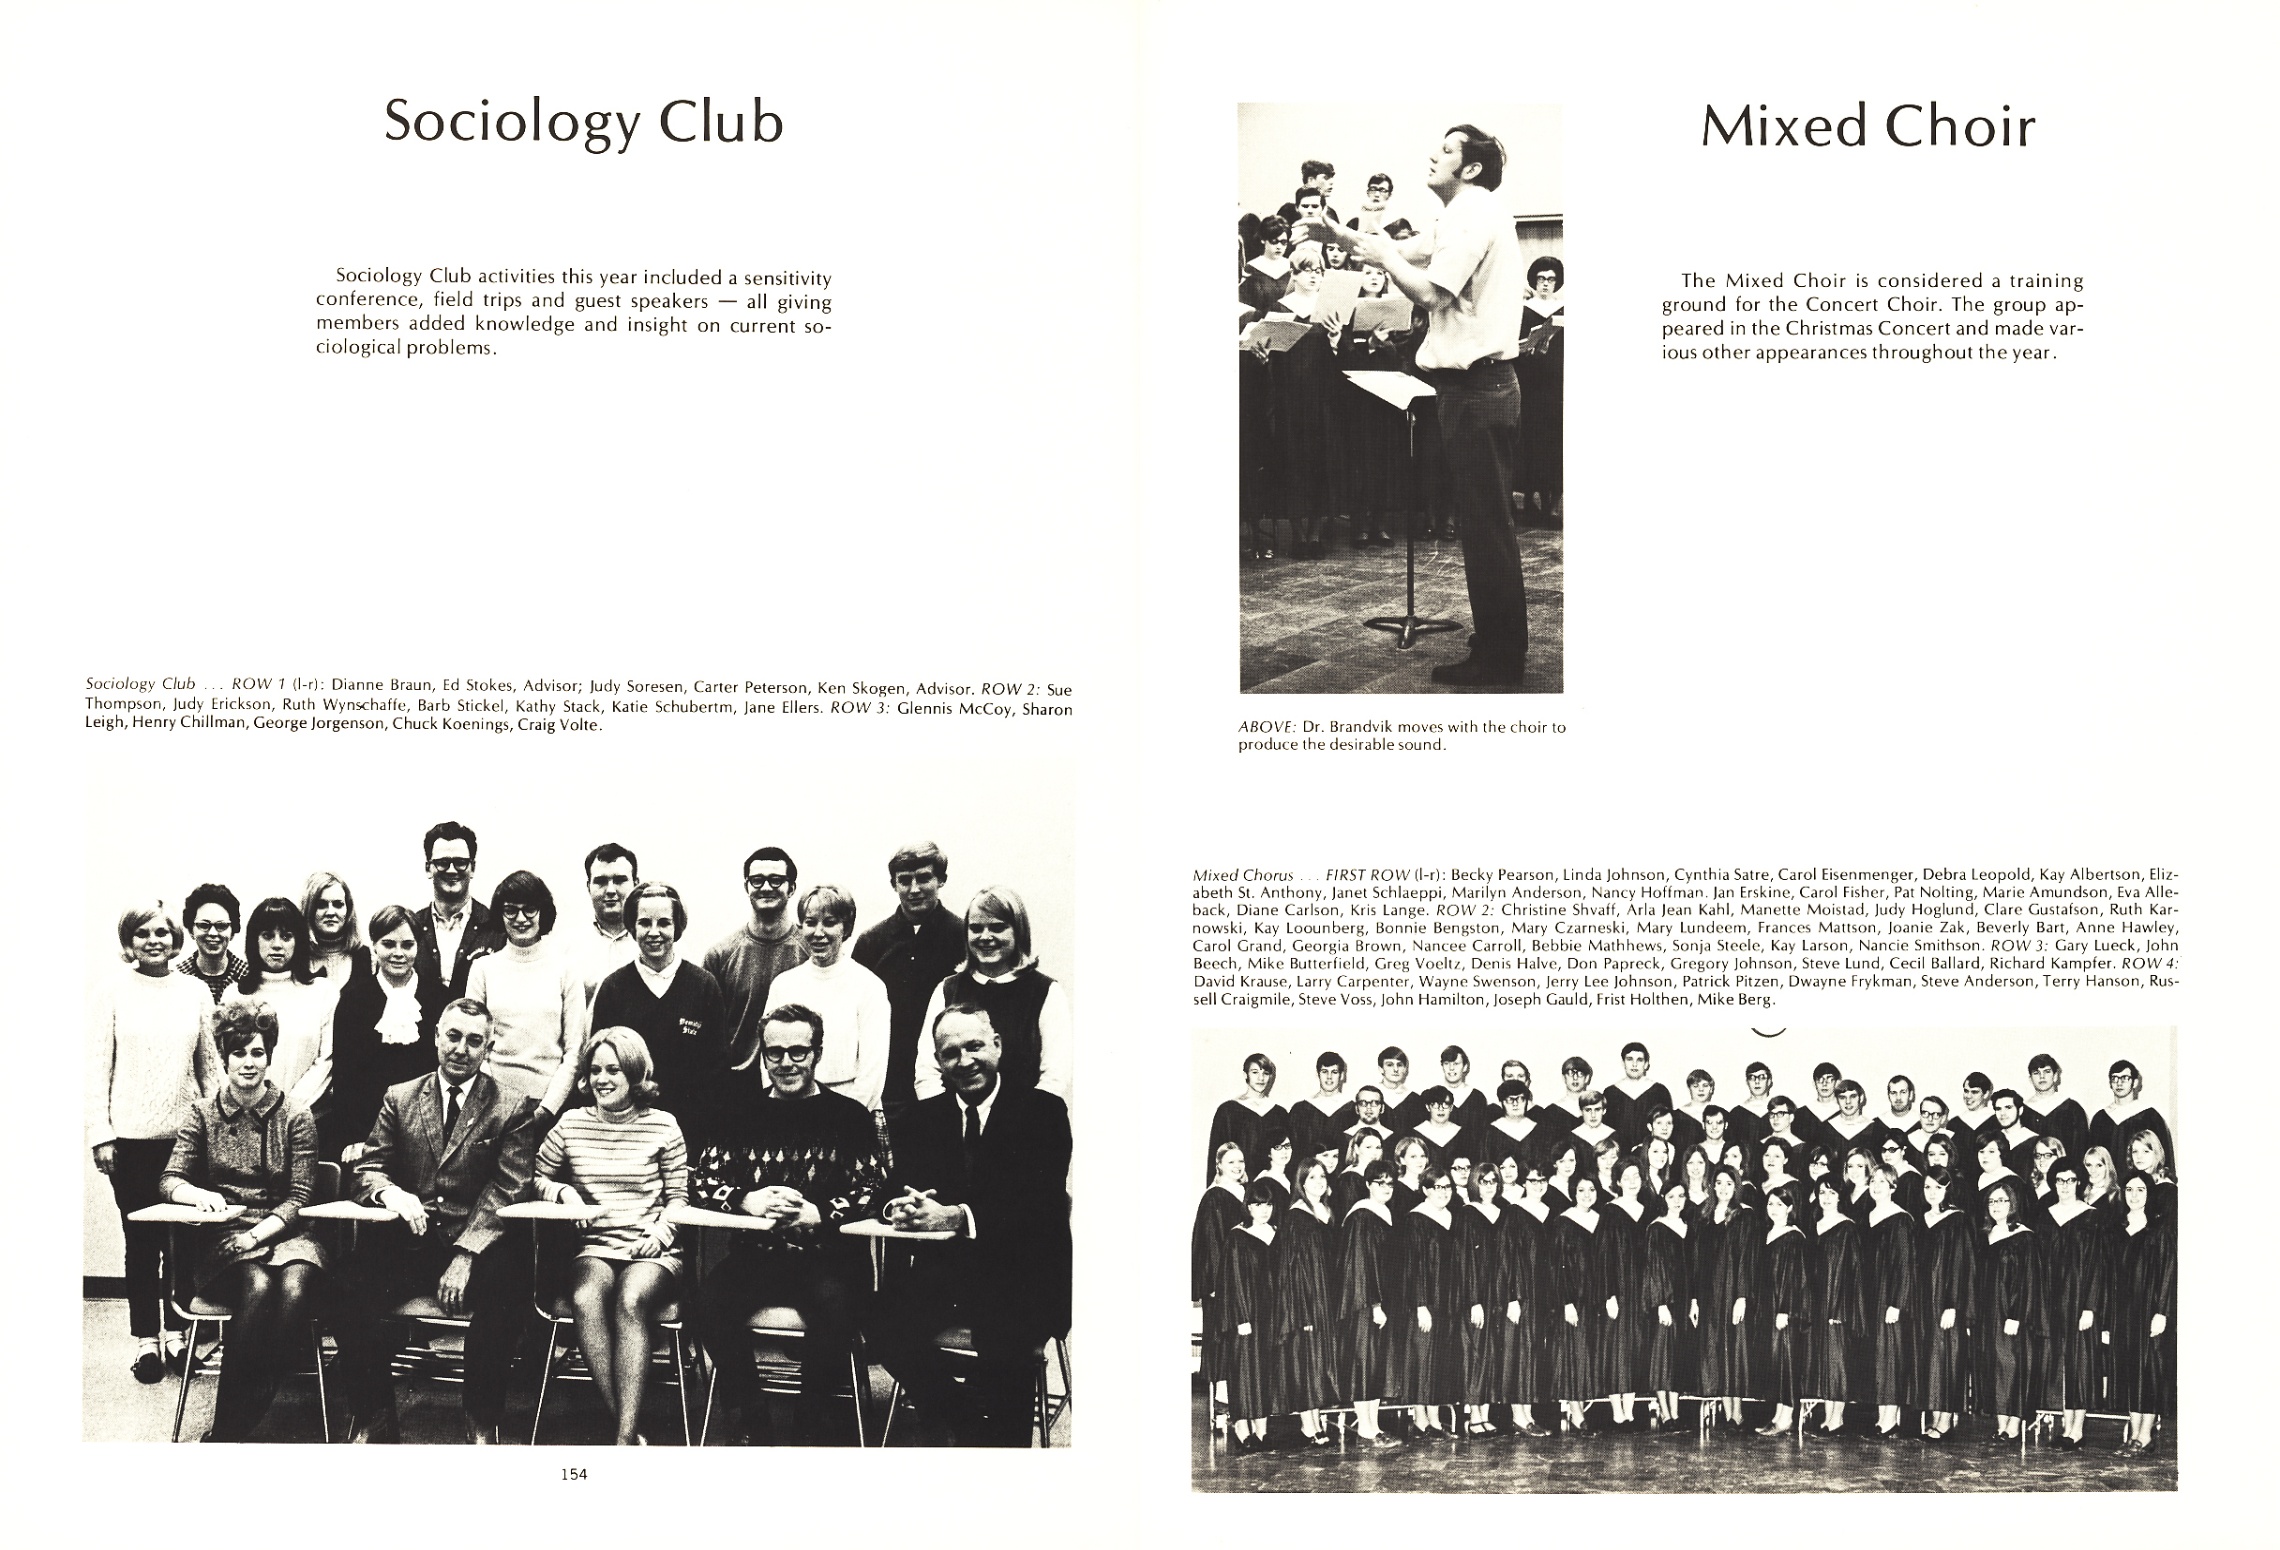 Sociology Club
Sociology Club activities this year included a sensitivity
conference, field trips and guest speakers — all giving
members added knowledge and insight on current so-
ciological problems.
Sociology Club ... ROW 1 (l-r): Dianne Braun, Ed Stokes, Advisor; Judy Soresen, Carter Peterson, Ken Skogen, Advisor. ROW 2: Sue
Thompson, Judy Erickson, Ruth Wynschaffe, Barb Stickel, Kathy Stack, Katie Schubertm, Jane Ellers. ROW 3: Glennis McCoy, Sharon
Leigh, Henry Chillman, George Jorgenson, Chuck Koenings, Craig Volte.
154
Mixed Choir
The Mixed Choir is considered a training
ground for the Concert Choir. The group ap-
peared in the Christmas Concert and made var-
ious other appearances throughout the year.
ABOVE: Dr. Brandvik moves with the choir to
produce the desirable sound.
Mixed Chorus ... FIRST ROW (l-r): Becky Pearson, Linda Johnson, Cynthia Satre, Carol Eisenmenger, Debra Leopold, Kay Albertson, Eliz-
abeth St. Anthony, Janet Schlaeppi, Marilyn Anderson, Nancy Hoffman. Jan Erskine, Carol Fisher, Pat Nolting, Marie Amundson, Eva Alle-
back, Diane Carlson, Kris Lange. ROW 2: Christine Shvaff, Arla Jean Kahl, Manette Moistad, Judy Hoglund, Clare Gustafson, Ruth Kar-
nowski, Kay Loounberg, Bonnie Bengston, Mary Czarneski, Mary Lundeem, Frances Mattson, Joanie Zak, Beverly Bart, Anne Hawley,
Carol Grand, Georgia Brown, Nancee Carroll, Bebbie Mathhews, Sonja Steele, Kay Larson, Nancie Smithson. ROW 3: Gary Lueck, John
Beech, Mike Butterfield, Greg Voeltz, Denis Halve, Don Papreck, Gregory Johnson, Steve Lund, Cecil Ballard, Richard Kampfer. ROW 4:
David Krause, Larry Carpenter, Wayne Swenson, Jerry Lee Johnson, Patrick Pitzen, Dwayne Frykman, Steve Anderson, Terry Hanson, Rus-
sell Craigmile, Steve Voss, John Hamilton, Joseph Gauld, Frist Holthen, Mike Berg.